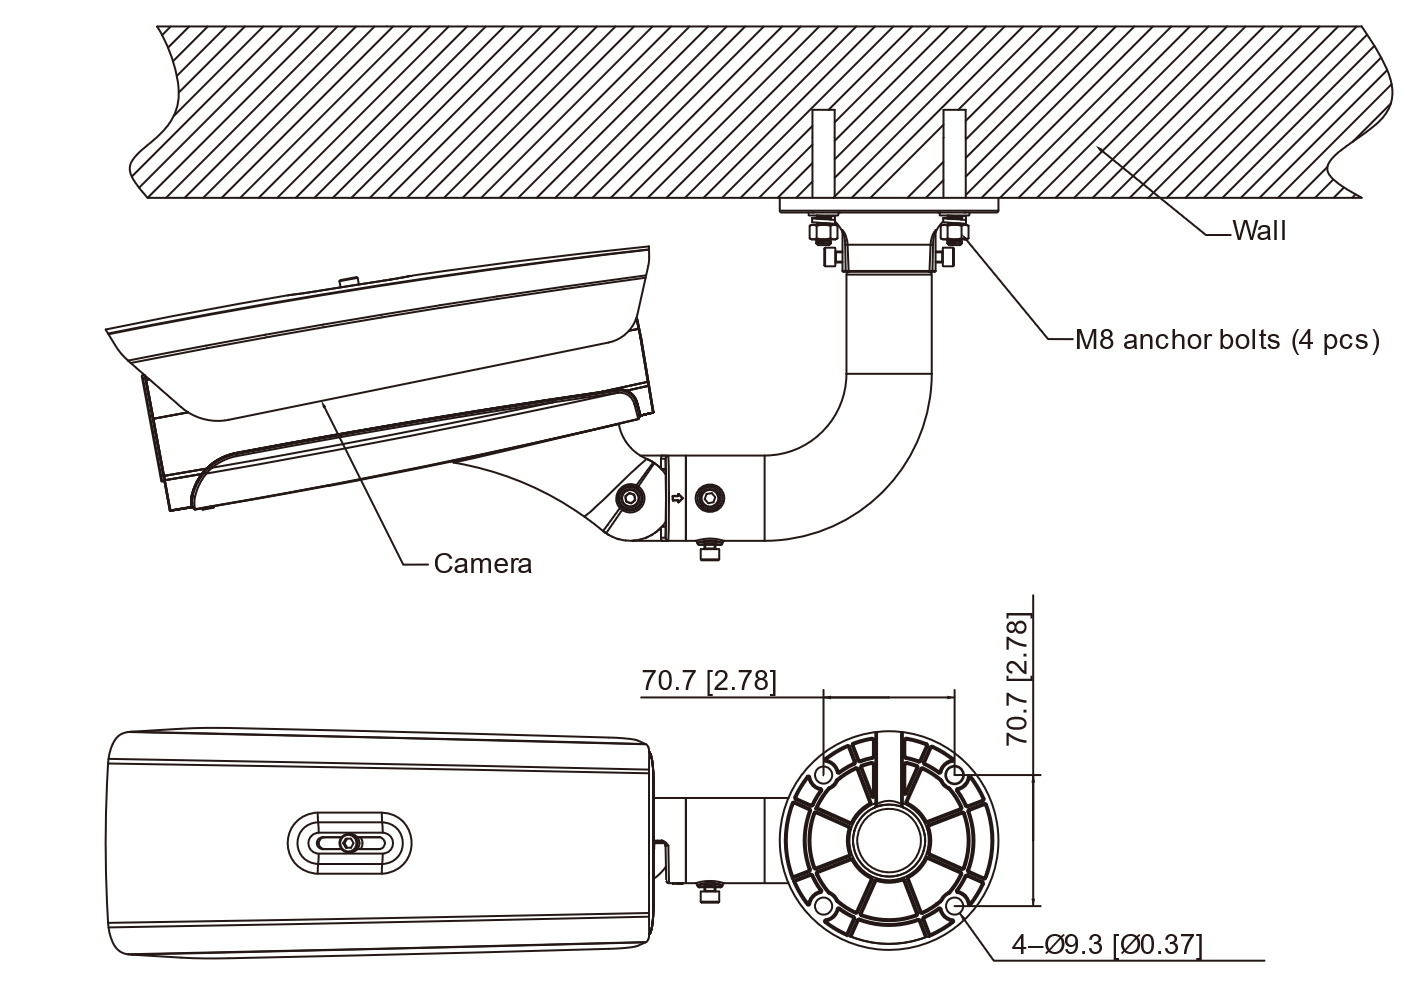 Wall
M8 anchor bolts (4 pcs)
Camera
70.7 [2.78]
70.7 [2.78]
4–Ø9.3 [Ø0.37]